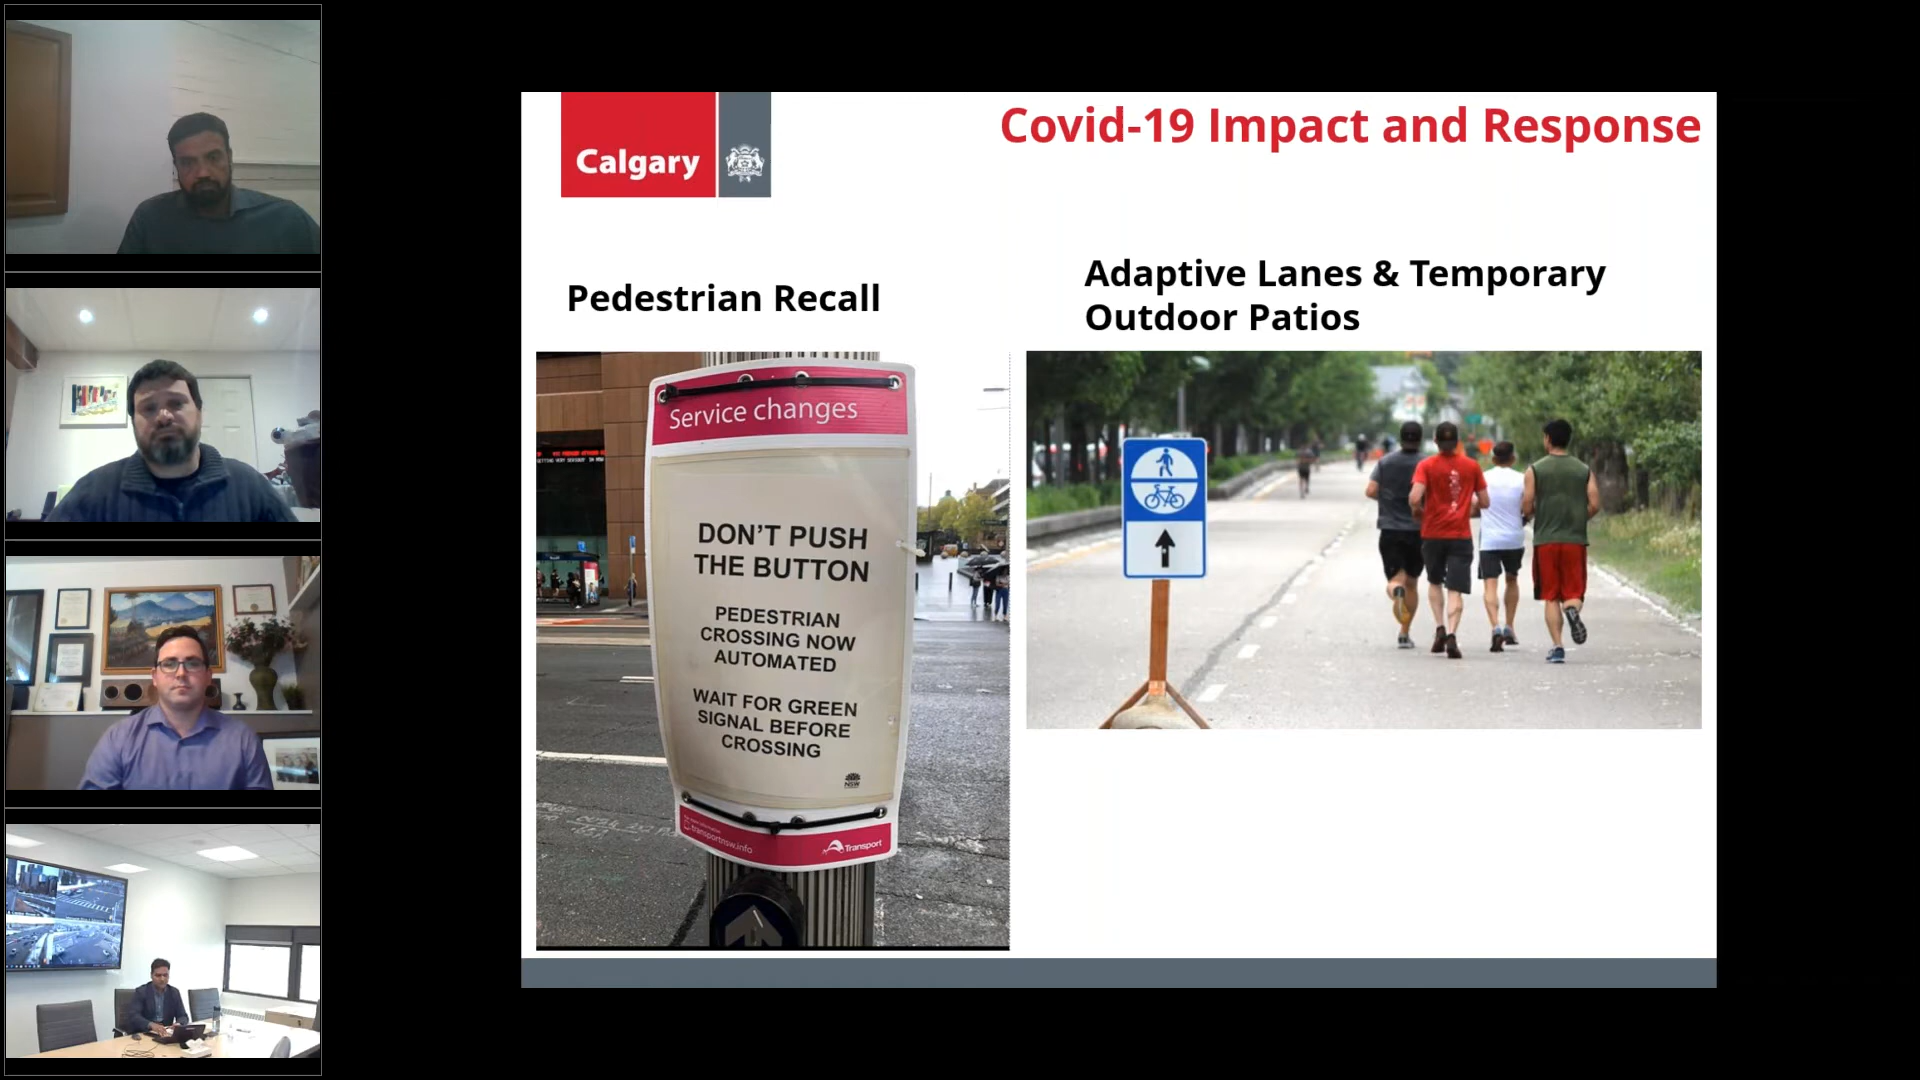 Calgary
Covid-19 Impact and Response
Pedestrian Recall
Adaptive Lanes & Temporary
Outdoor Patios
Service changes
DON'T PUSH
THE BUTTON
PEDESTRIAN
CROSSING NOW
AUTOMATED
WAIT FOR GREEN
SIGNAL BEFORE
CROSSING
NSW
transportnsw.info
Transport